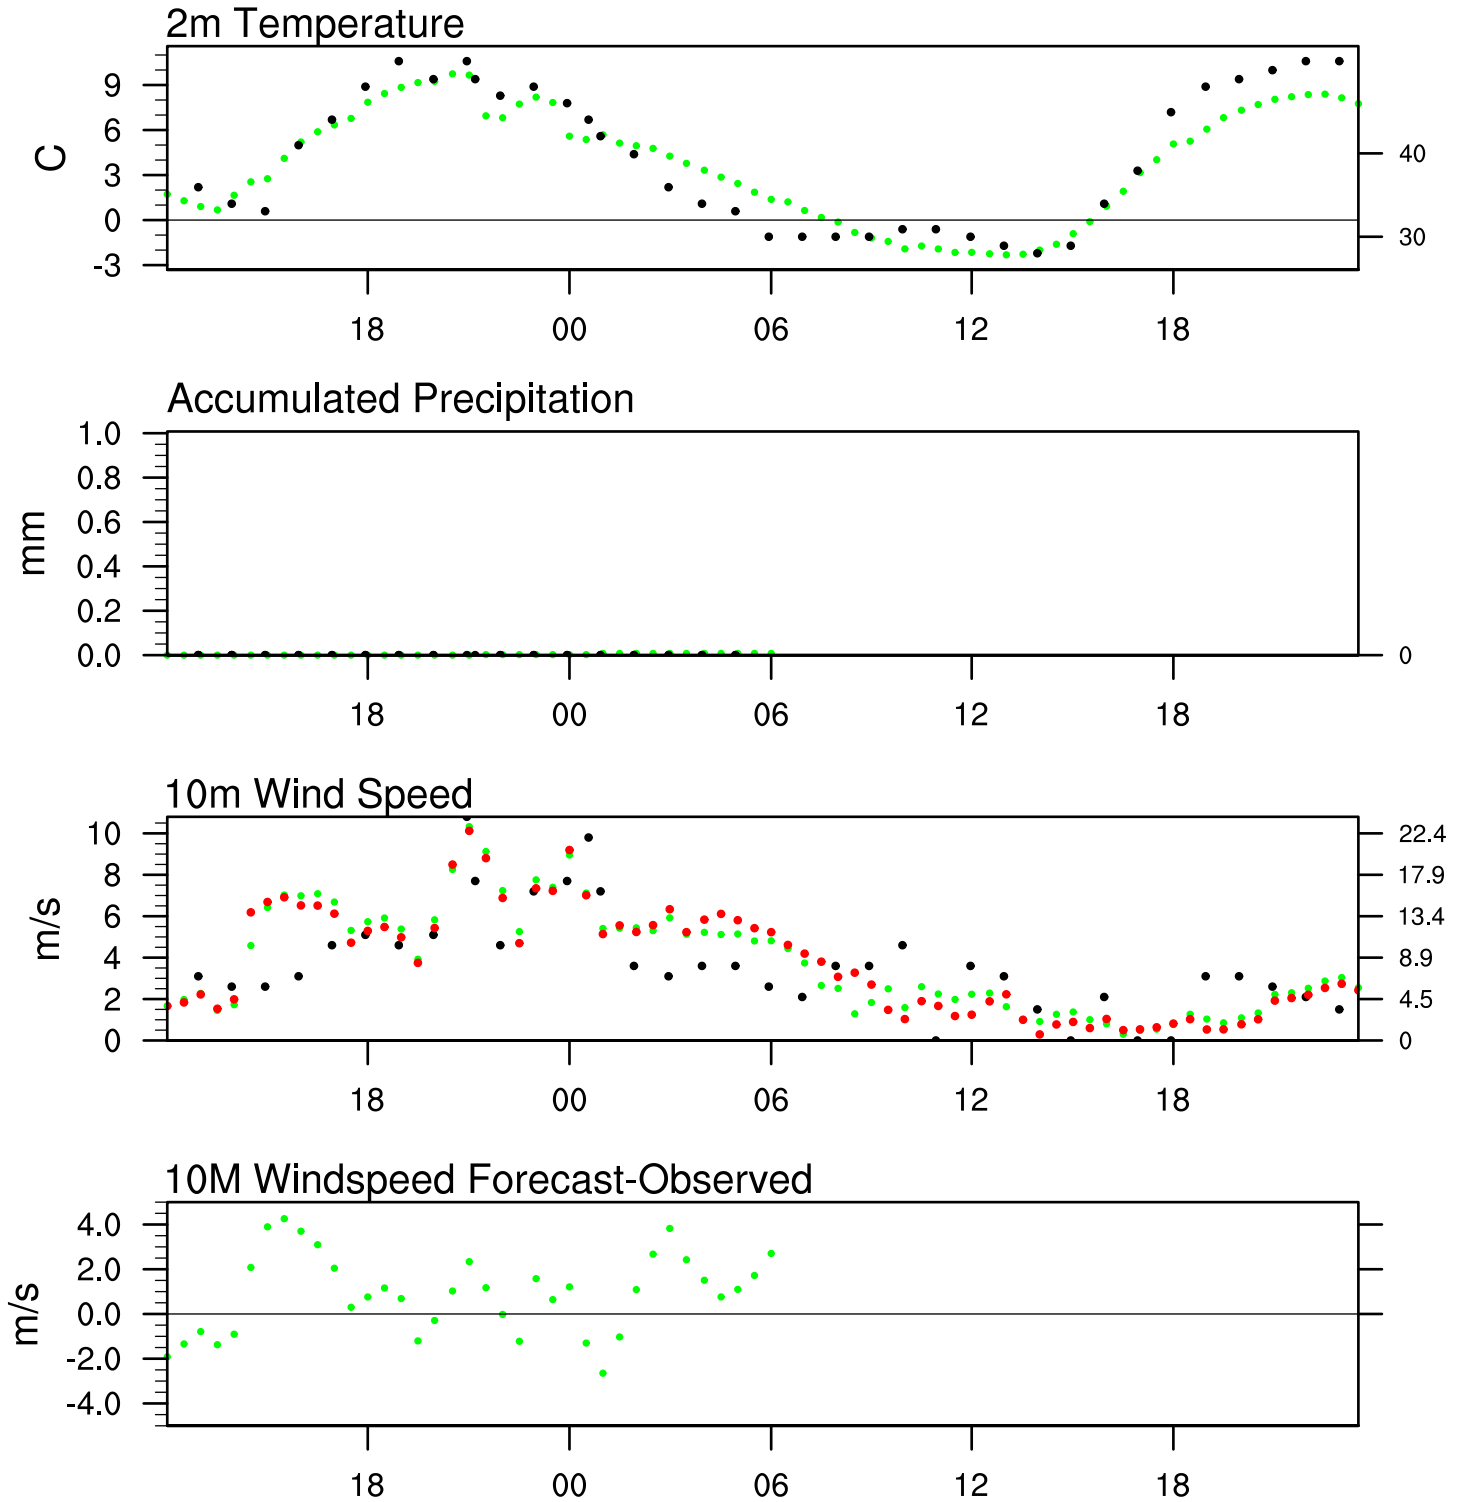 2m Temperature
9
6
3
0
-3
C
40
30
18 00 06 12 18
Accumulated Precipitation
1.0
0.8
0.6
0.4
0.2
0.0
mm
0
18 00 06 12 18
10m Wind Speed
10
8
6
4
2
0
m/s
22.4
17.9
13.4
8.9
4.5
0
18 00 06 12 18
10M Windspeed Forecast-Observed
4.0
2.0
0.0
-2.0
-4.0
m/s
18 00 06 12 18